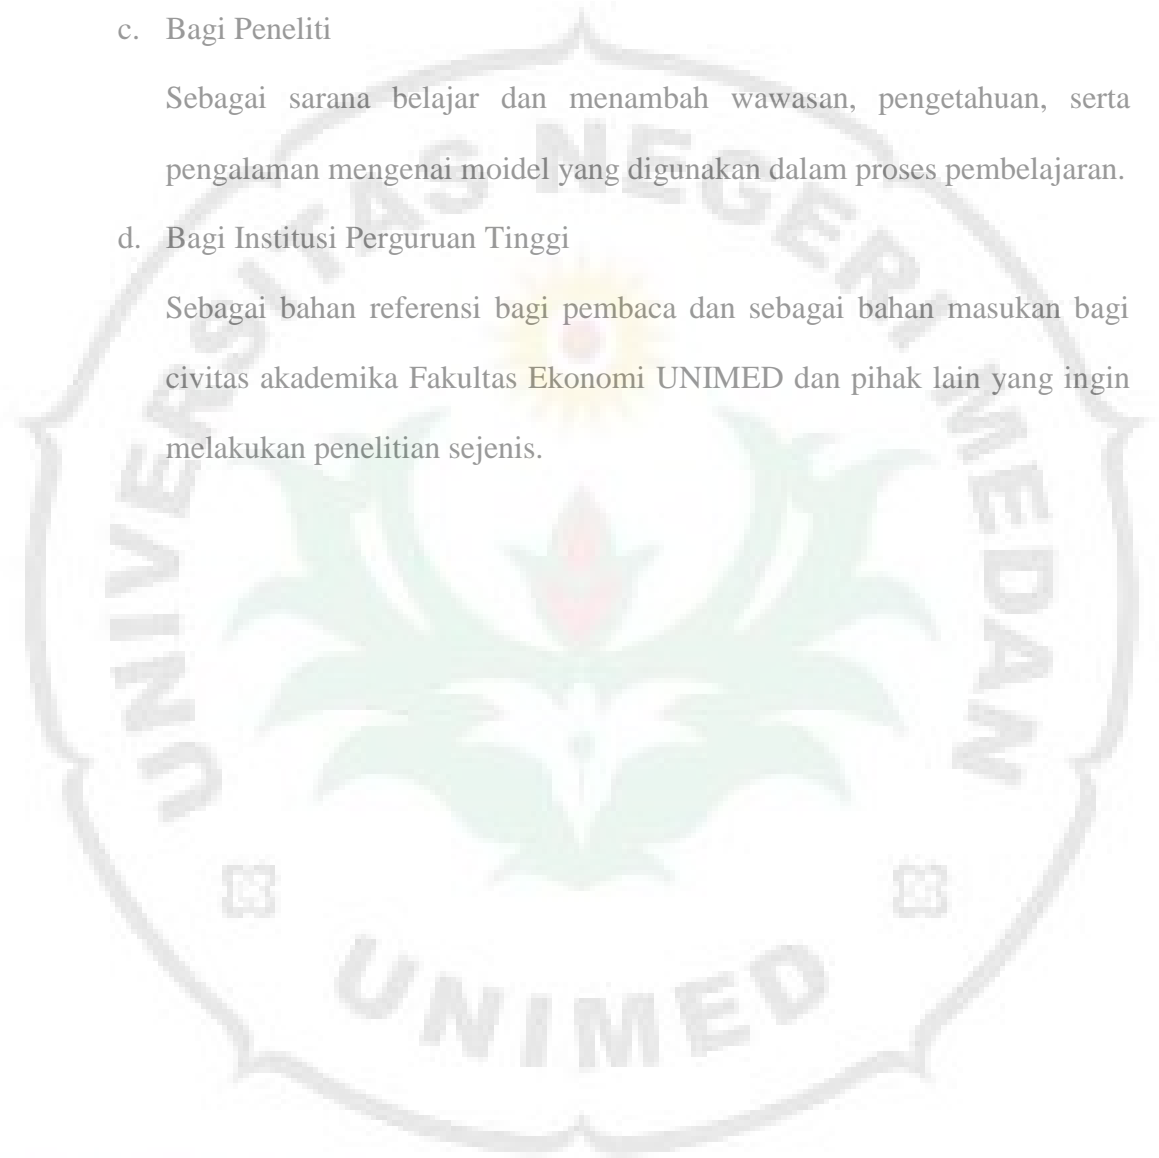 c. Bagi Peneliti
Sebagai sarana belajar dan menambah wawasan, pengetahuan, serta
pengalaman mengenai moidel yang digunakan dalam proses pembelajaran.
d. Bagi Institusi Perguruan Tinggi
Sebagai bahan referensi bagi pembaca dan sebagai bahan masukan bagi
civitas akademika Fakultas Ekonomi UNIMED dan pihak lain yang ingin
melakukan penelitian sejenis.
UNIVERSITAS NEGERI MEDAN
UNIMED